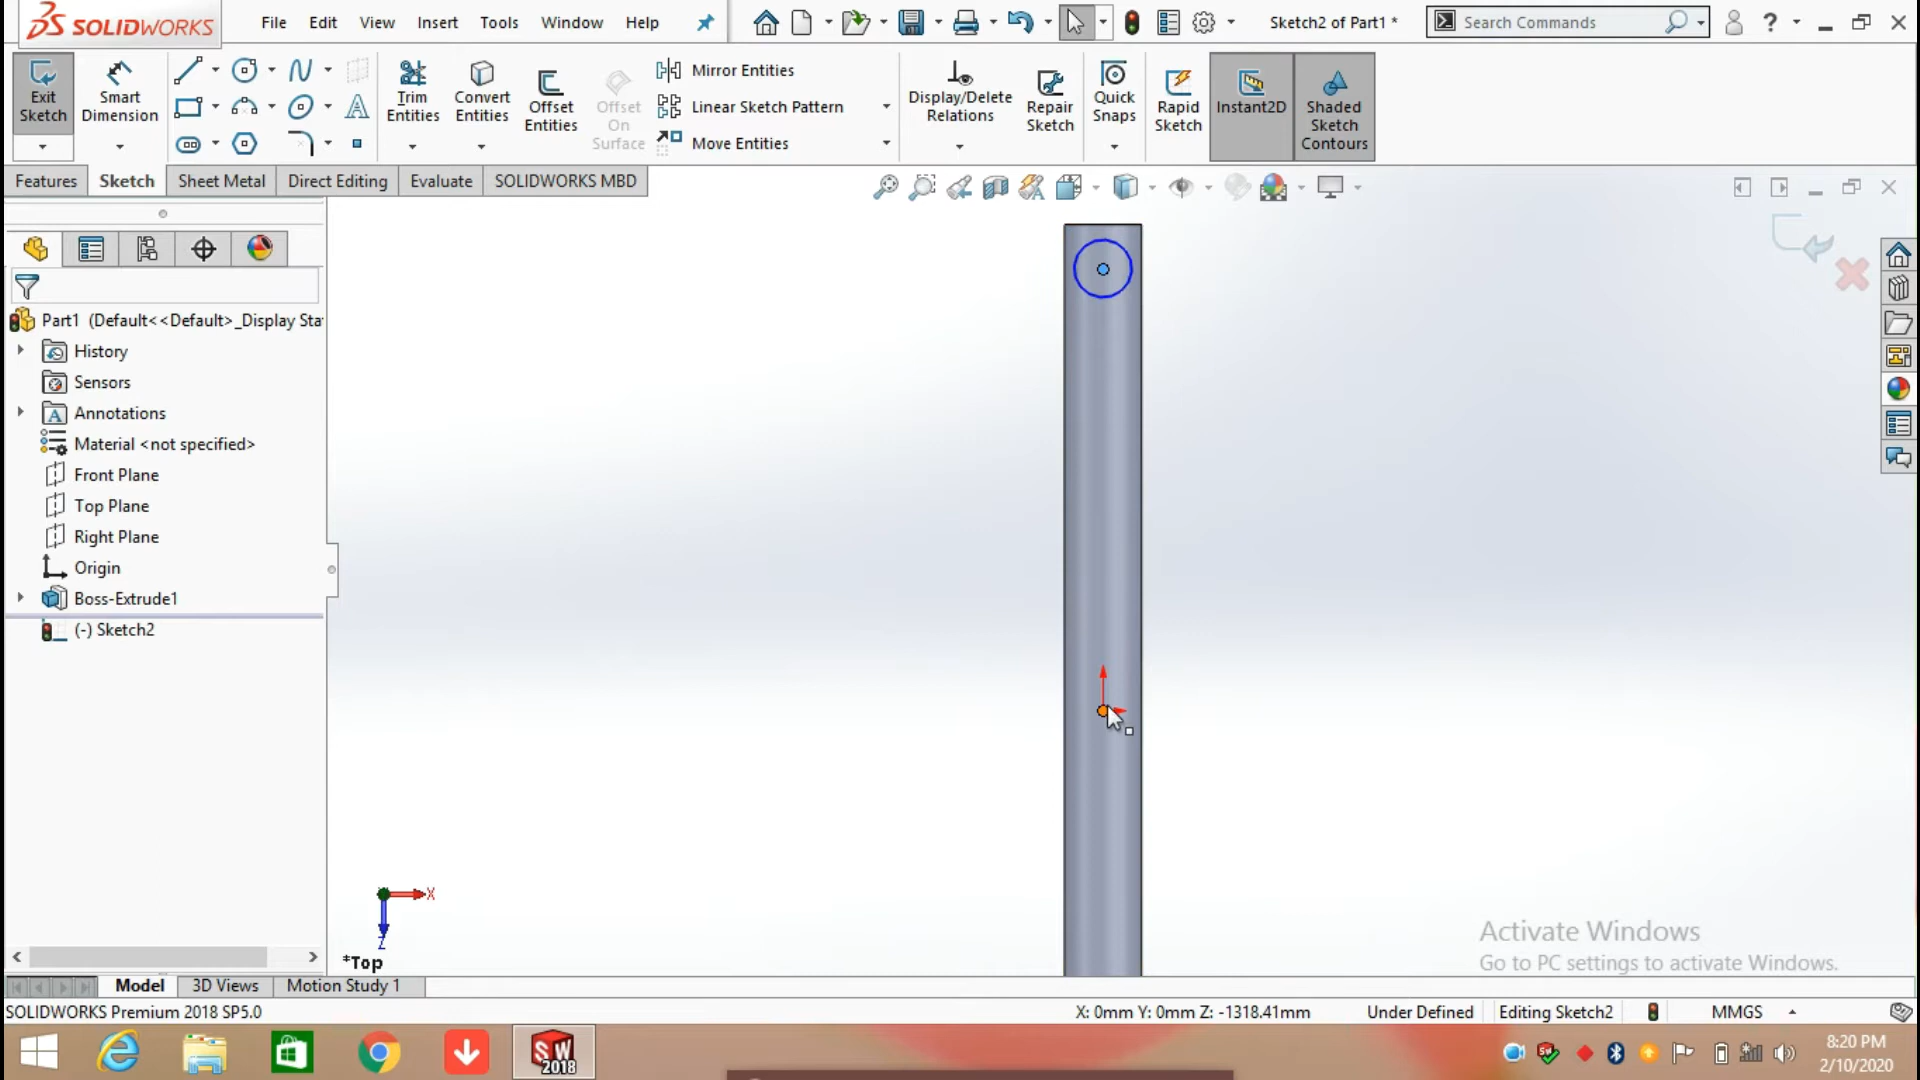 SOLIDWORKS
File Edit View Insert Tools Window Help
Sketch2 of Part1 *
Search Commands
Exit Sketch
Smart Dimension
Trim Entities
Convert Entities
Offset Entities
Offset On Surface
Mirror Entities
Linear Sketch Pattern
Move Entities
Display/Delete Relations
Repair Sketch
Quick Snaps
Rapid Sketch
Instant2D
Shaded Sketch Contours
Features Sketch Sheet Metal Direct Editing Evaluate SOLIDWORKS MBD
Part1 (Default<<Default>_Display Sta
History
Sensors
Annotations
Material <not specified>
Front Plane
Top Plane
Right Plane
Origin
Boss-Extrude1
(-) Sketch2
X
Z
*Top
Activate Windows
Go to PC settings to activate Windows.
Model 3D Views Motion Study 1
SOLIDWORKS Premium 2018 SP5.0
X: 0mm Y: 0mm Z: -1318.41mm
Under Defined
Editing Sketch2
MMGS
SW
2018
8:20 PM
2/10/2020